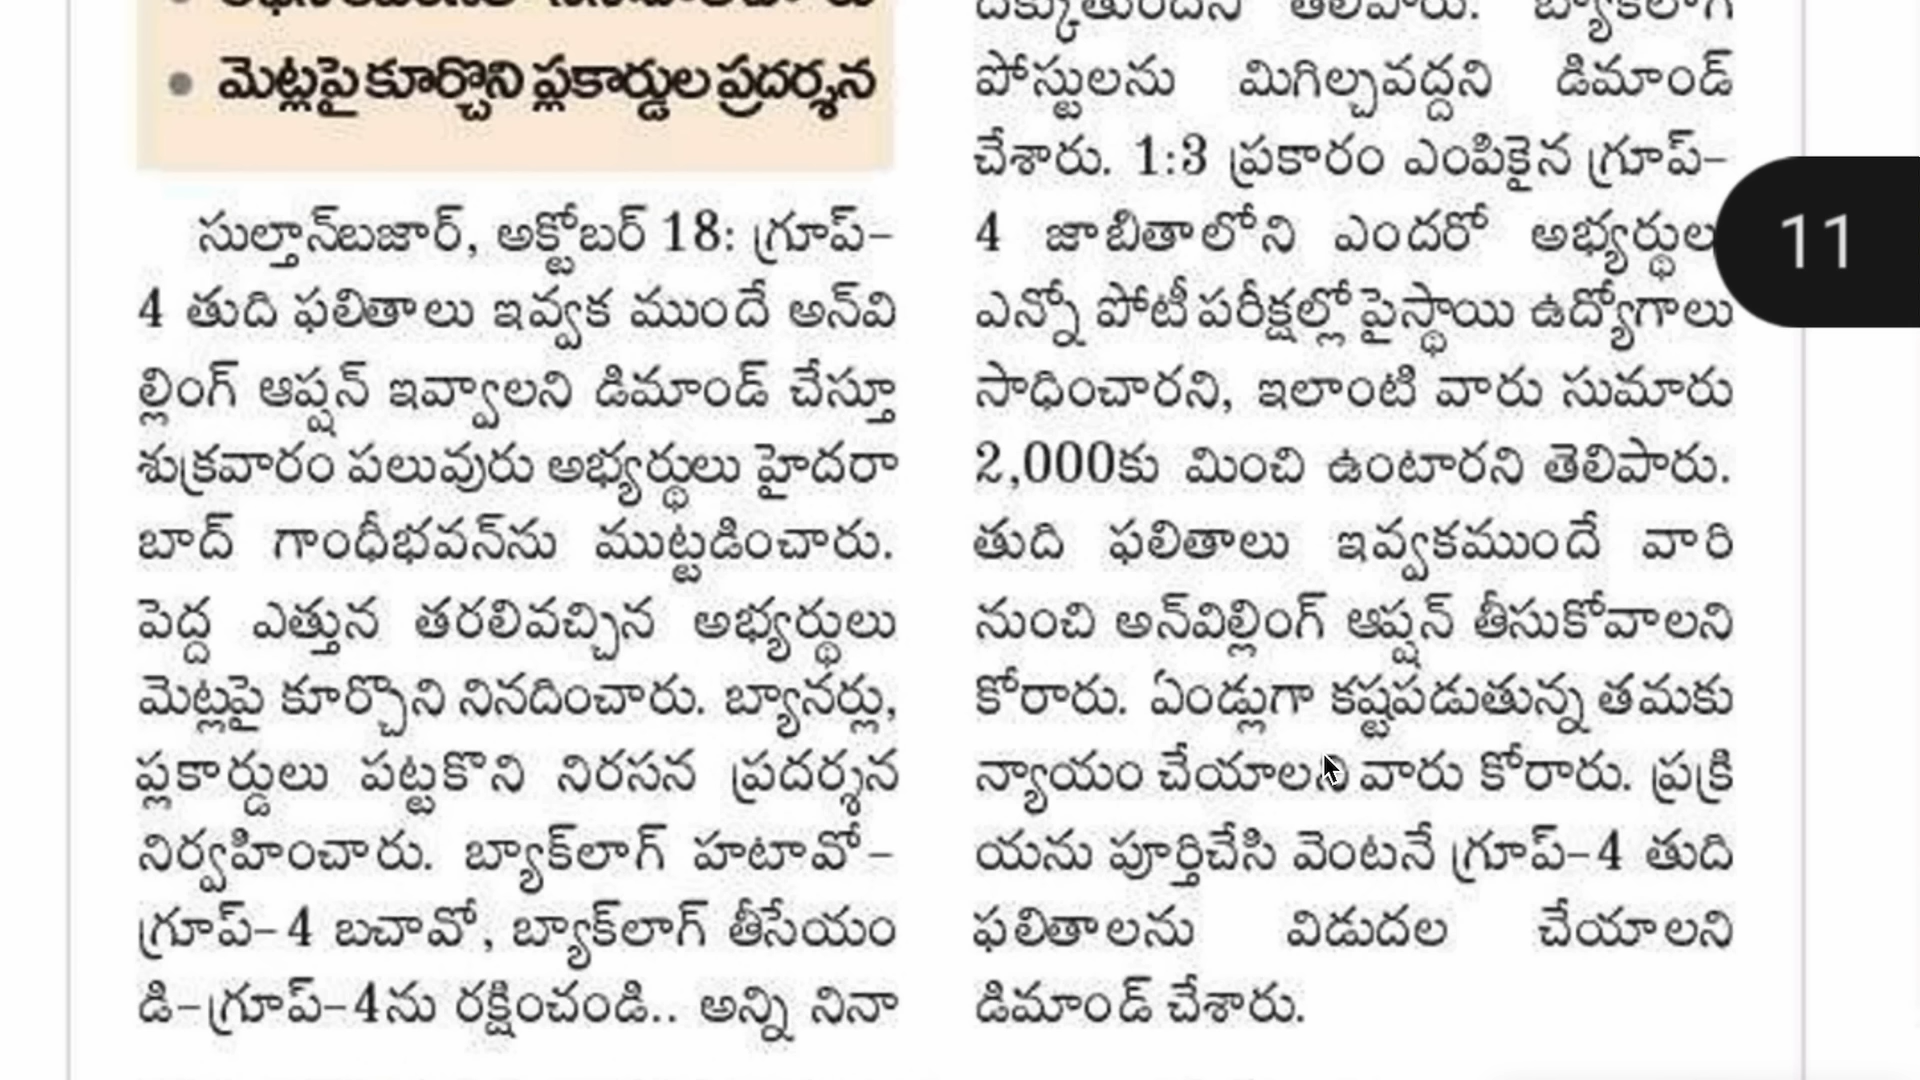 • మెట్లపై కూర్చొని ప్లకార్డుల ప్రదర్శన
సుల్తాన్‌బజార్, అక్టోబర్ 18: గ్రూప్-
4 తుది ఫలితాలు ఇవ్వక ముందే అన్‌వి
ల్లింగ్ ఆప్షన్ ఇవ్వాలని డిమాండ్ చేస్తూ
శుక్రవారం పలువురు అభ్యర్థులు హైదరా
బాద్ గాంధీభవన్‌ను ముట్టడించారు.
పెద్ద ఎత్తున తరలివచ్చిన అభ్యర్థులు
మెట్లపై కూర్చొని నినదించారు. బ్యానర్లు,
ప్లకార్డులు పట్టకొని నిరసన ప్రదర్శన
నిర్వహించారు. బ్యాక్‌లాగ్ హటావో-
గ్రూప్-4 బచావో, బ్యాక్‌లాగ్ తీసేయం
డి-గ్రూప్-4ను రక్షించండి.. అన్ని నినా
దక్కుతుందని తెలిపారు. బ్యాక్‌లాగ్
పోస్టులను మిగిల్చవద్దని డిమాండ్
చేశారు. 1:3 ప్రకారం ఎంపికైన గ్రూప్-
4 జాబితాలోని ఎందరో అభ్యర్థులు
ఎన్నో పోటీ పరీక్షల్లో పైస్థాయి ఉద్యోగాలు
సాధించారని, ఇలాంటి వారు సుమారు
2,000కు మించి ఉంటారని తెలిపారు.
తుది ఫలితాలు ఇవ్వకముందే వారి
నుంచి అన్‌విల్లింగ్ ఆప్షన్ తీసుకోవాలని
కోరారు. ఏండ్లుగా కష్టపడుతున్న తమకు
న్యాయం చేయాలని వారు కోరారు. ప్రక్రి
యను పూర్తిచేసి వెంటనే గ్రూప్-4 తుది
ఫలితాలను విడుదల చేయాలని
డిమాండ్ చేశారు.
11